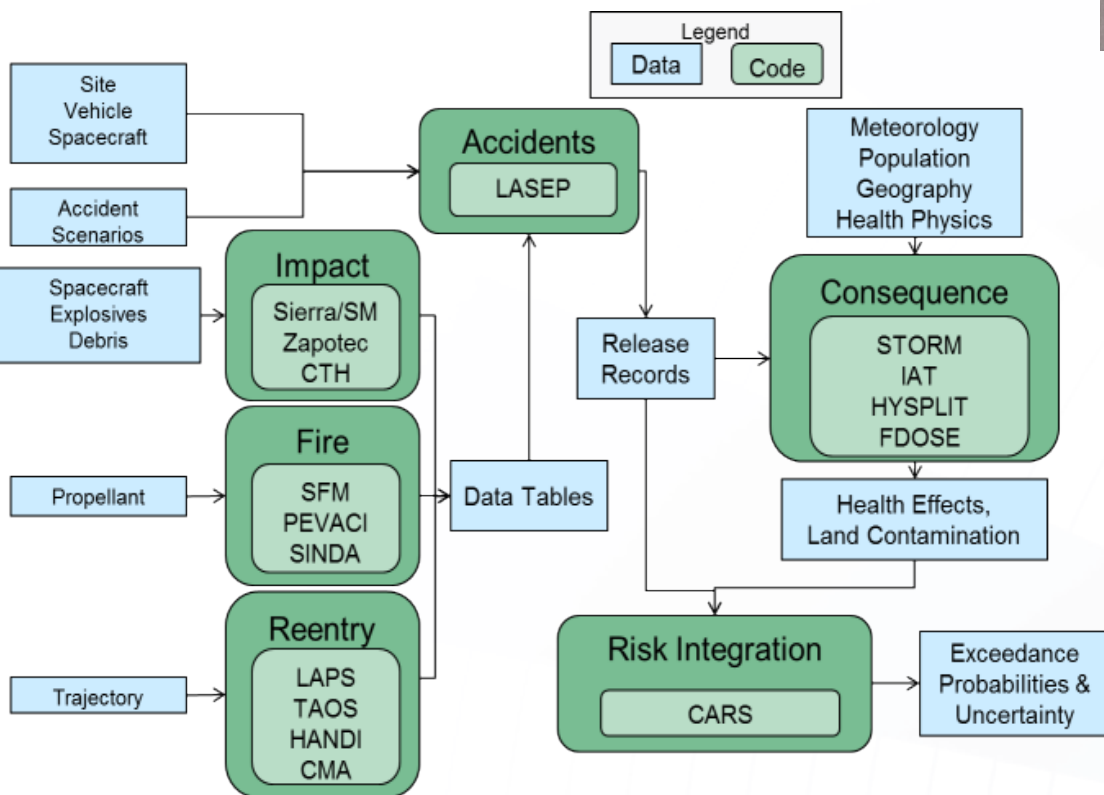 Legend
Data
Code
Site
Vehicle
Spacecraft
Accident
Scenarios
Accidents
LASEP
Meteorology
Population
Geography
Health Physics
Spacecraft
Explosives
Debris
Impact
Sierra/SM
Zapotec
CTH
Release
Records
Consequence
STORM
IAT
HYSPLIT
FDOSE
Propellant
Fire
SFM
PEVACI
SINDA
Data Tables
Health Effects,
Land Contamination
Trajectory
Reentry
LAPS
TAOS
HANDI
CMA
Risk Integration
CARS
Exceedance
Probabilities &
Uncertainty